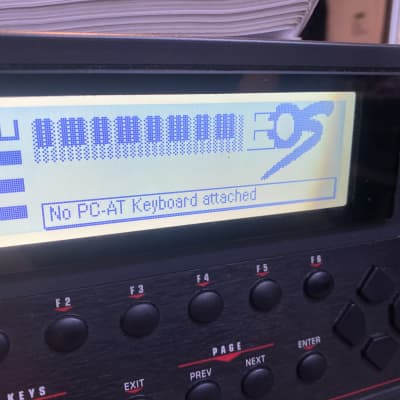 EOS
No PC-AT Keyboard attached
F2 F3 F4 F5 F6
PAGE
KEYS EXIT PREV NEXT ENTER